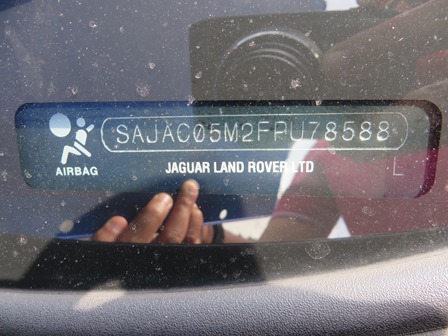 SAJAC05M2FPU78588
AIRBAG
JAGUAR LAND ROVER LTD
L